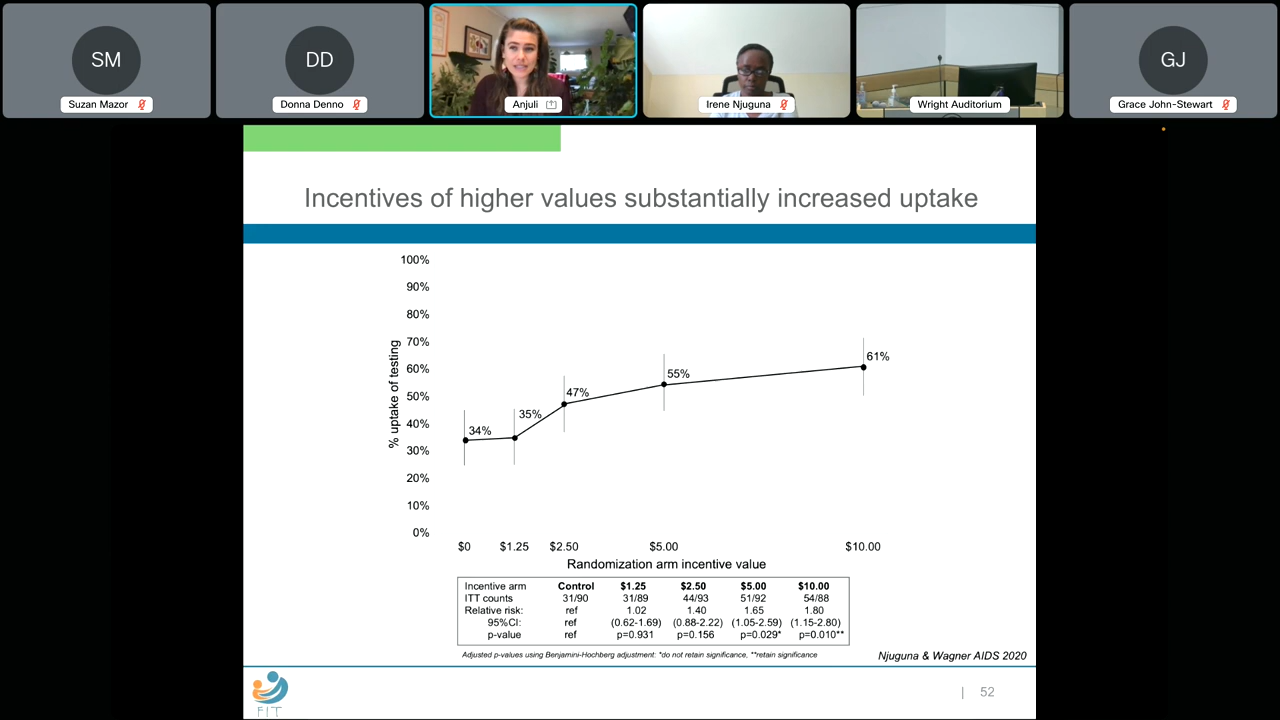 SM
DD
GJ
Suzan Mazor
Donna Denno
Anjuli
Irene Njuguna
Wright Auditorium
Grace John-Stewart
Incentives of higher values substantially increased uptake
100%
90%
80%
70%
60%
50%
40%
30%
20%
10%
0%
% uptake of testing
34%
35%
47%
55%
61%
$0 $1.25 $2.50 $5.00 $10.00
Randomization arm incentive value
Incentive arm Control $1.25 $2.50 $5.00 $10.00
ITT counts 31/90 31/89 44/93 51/92 54/88
Relative risk: ref 1.02 1.40 1.65 1.80
95%CI: ref (0.62-1.69) (0.88-2.22) (1.05-2.59) (1.15-2.80)
p-value ref p=0.931 p=0.156 p=0.029* p=0.010**
Adjusted p-values using Benjamini-Hochberg adjustment: *do not retain significance, **retain significance
Njuguna & Wagner AIDS 2020
FIT
| 52